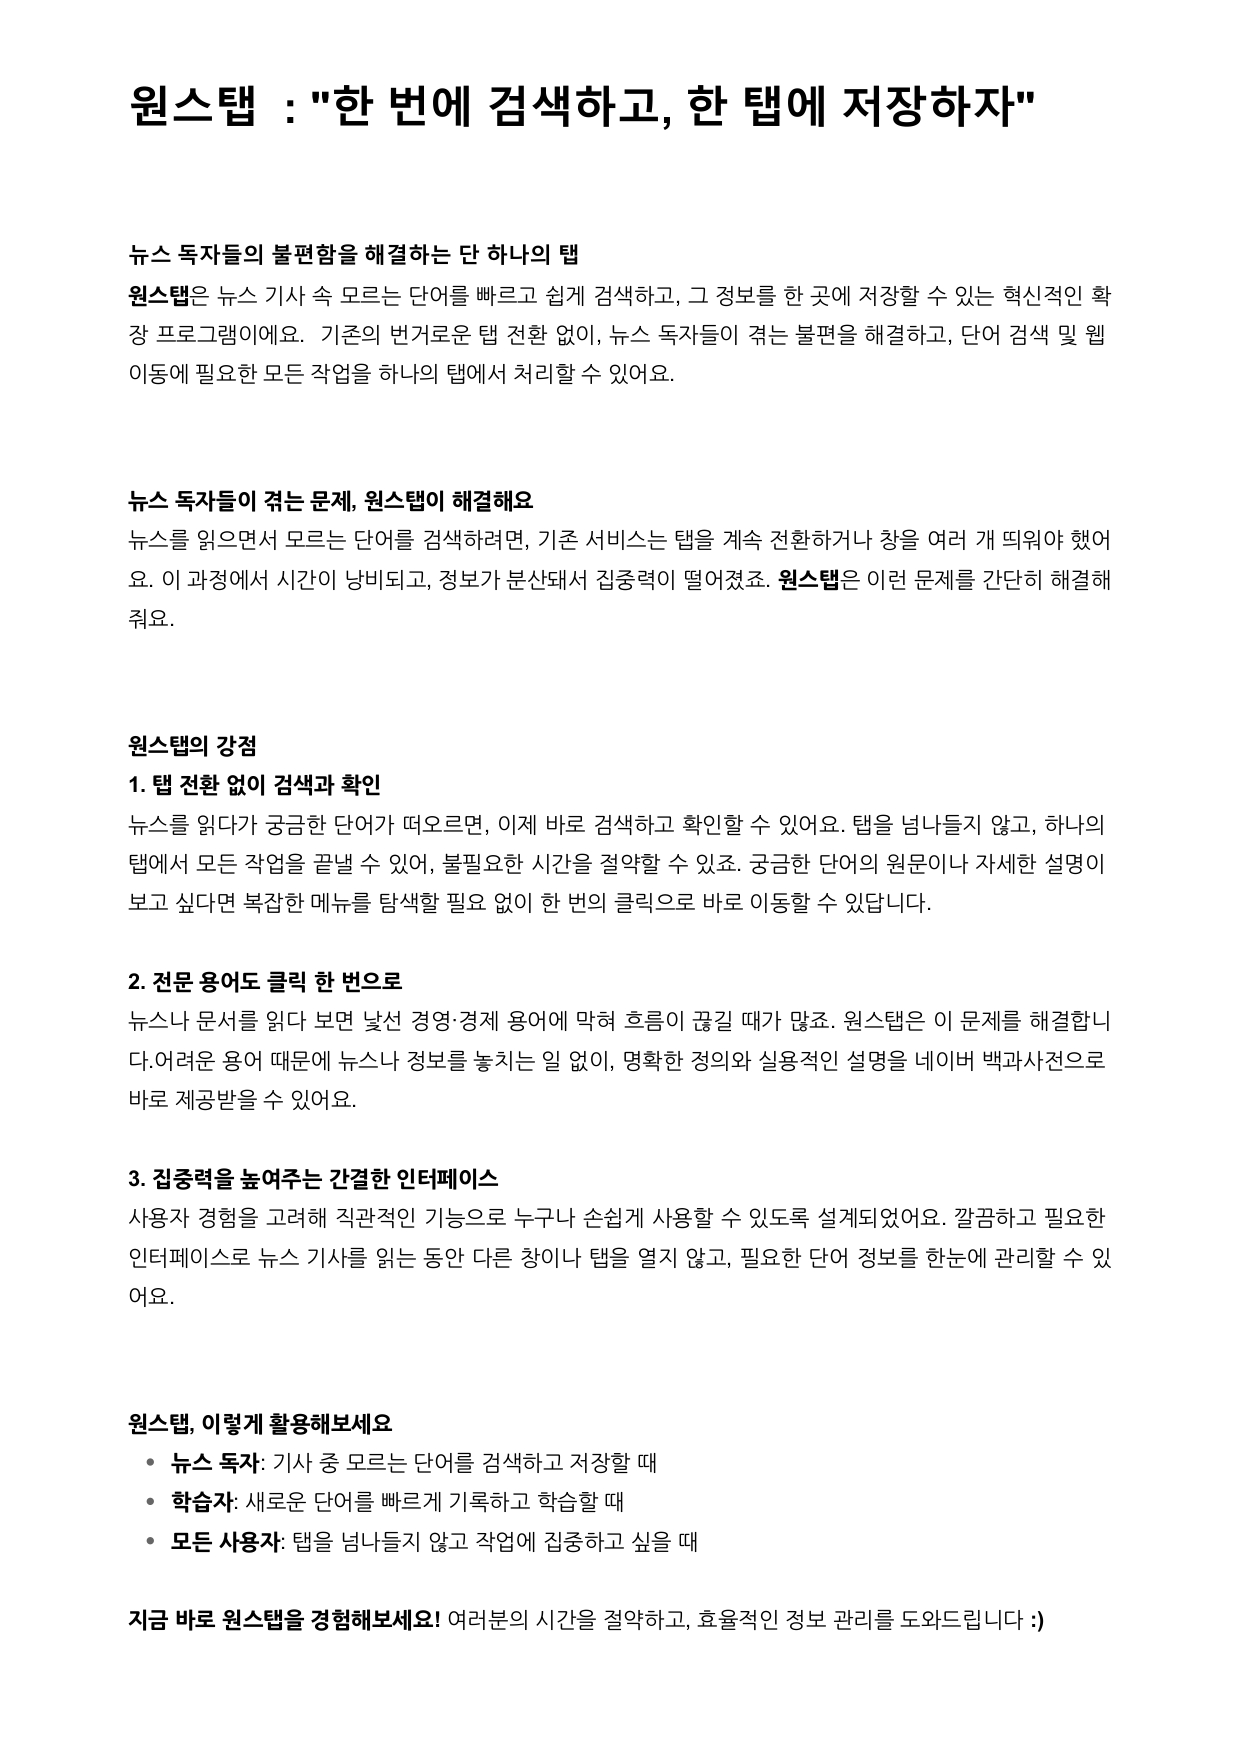 원스탭 : "한 번에 검색하고, 한 탭에 저장하자"
뉴스 독자들의 불편함을 해결하는 단 하나의 탭
원스탭은 뉴스 기사 속 모르는 단어를 빠르고 쉽게 검색하고, 그 정보를 한 곳에 저장할 수 있는 혁신적인 확
장 프로그램이에요. 기존의 번거로운 탭 전환 없이, 뉴스 독자들이 겪는 불편을 해결하고, 단어 검색 및 웹
이동에 필요한 모든 작업을 하나의 탭에서 처리할 수 있어요.
뉴스 독자들이 겪는 문제, 원스탭이 해결해요
뉴스를 읽으면서 모르는 단어를 검색하려면, 기존 서비스는 탭을 계속 전환하거나 창을 여러 개 띄워야 했어
요. 이 과정에서 시간이 낭비되고, 정보가 분산돼서 집중력이 떨어졌죠. 원스탭은 이런 문제를 간단히 해결해
줘요.
원스탭의 강점
1. 탭 전환 없이 검색과 확인
뉴스를 읽다가 궁금한 단어가 떠오르면, 이제 바로 검색하고 확인할 수 있어요. 탭을 넘나들지 않고, 하나의
탭에서 모든 작업을 끝낼 수 있어, 불필요한 시간을 절약할 수 있죠. 궁금한 단어의 원문이나 자세한 설명이
보고 싶다면 복잡한 메뉴를 탐색할 필요 없이 한 번의 클릭으로 바로 이동할 수 있답니다.
2. 전문 용어도 클릭 한 번으로
뉴스나 문서를 읽다 보면 낯선 경영·경제 용어에 막혀 흐름이 끊길 때가 많죠. 원스탭은 이 문제를 해결합니
다.어려운 용어 때문에 뉴스나 정보를 놓치는 일 없이, 명확한 정의와 실용적인 설명을 네이버 백과사전으로
바로 제공받을 수 있어요.
3. 집중력을 높여주는 간결한 인터페이스
사용자 경험을 고려해 직관적인 기능으로 누구나 손쉽게 사용할 수 있도록 설계되었어요. 깔끔하고 필요한
인터페이스로 뉴스 기사를 읽는 동안 다른 창이나 탭을 열지 않고, 필요한 단어 정보를 한눈에 관리할 수 있
어요.
원스탭, 이렇게 활용해보세요
• 뉴스 독자: 기사 중 모르는 단어를 검색하고 저장할 때
• 학습자: 새로운 단어를 빠르게 기록하고 학습할 때
• 모든 사용자: 탭을 넘나들지 않고 작업에 집중하고 싶을 때
지금 바로 원스탭을 경험해보세요! 여러분의 시간을 절약하고, 효율적인 정보 관리를 도와드립니다 :)